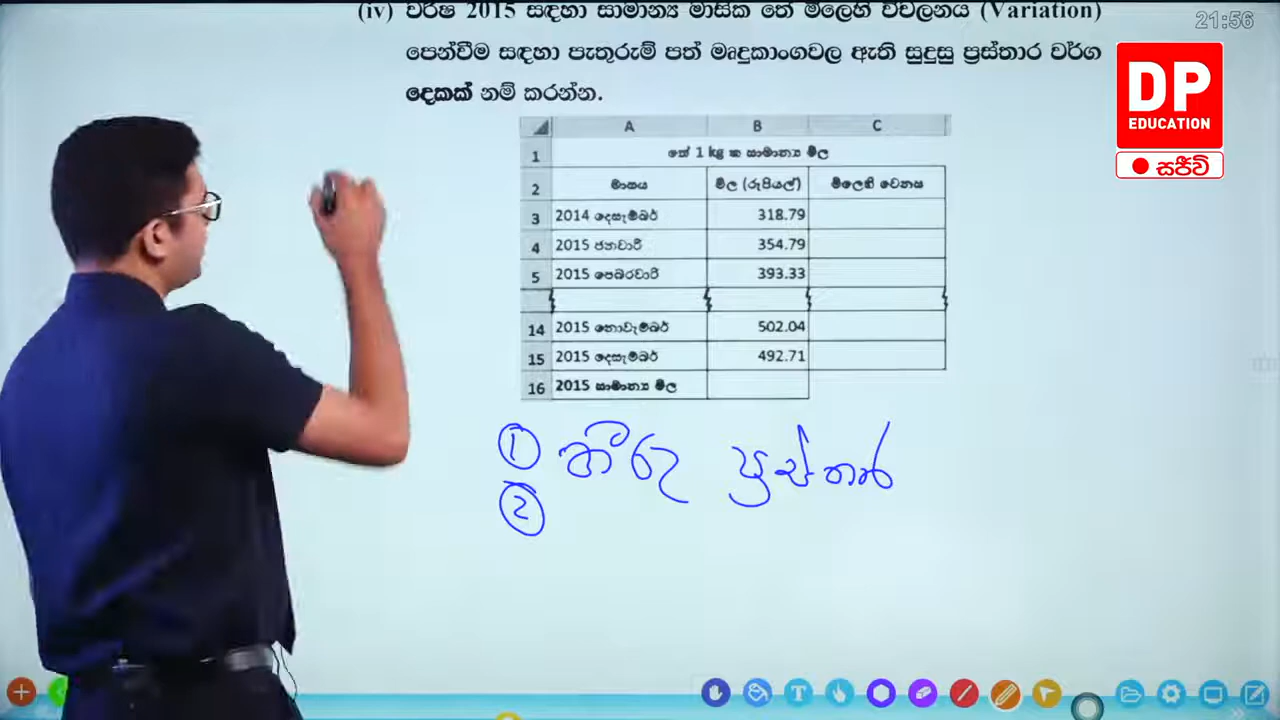 (iv) වර්ෂ 2015 සඳහා සාමාන්‍ය මාසික තේ මිලෙහි විචලනය (Variation)
21:56
පෙන්වීම සඳහා පැතුරුම් පත් මෘදුකාංගවල ඇති සුදුසු ප්‍රස්තාර වර්ග
දෙකක් නම් කරන්න.
DP
EDUCATION
සජීවි
A B C
1 තේ 1 kg ක සාමාන්‍ය මිල
2 මාසය මිල (රුපියල්) මිලෙහි වෙනස
3 2014 දෙසැම්බර් 318.79
4 2015 ජනවාරි 354.79
5 2015 පෙබරවාරි 393.33
14 2015 නොවැම්බර් 502.04
15 2015 දෙසැම්බර් 492.71
16 2015 සාමාන්‍ය මිල
1 තීරු ප්‍රස්තාර
2